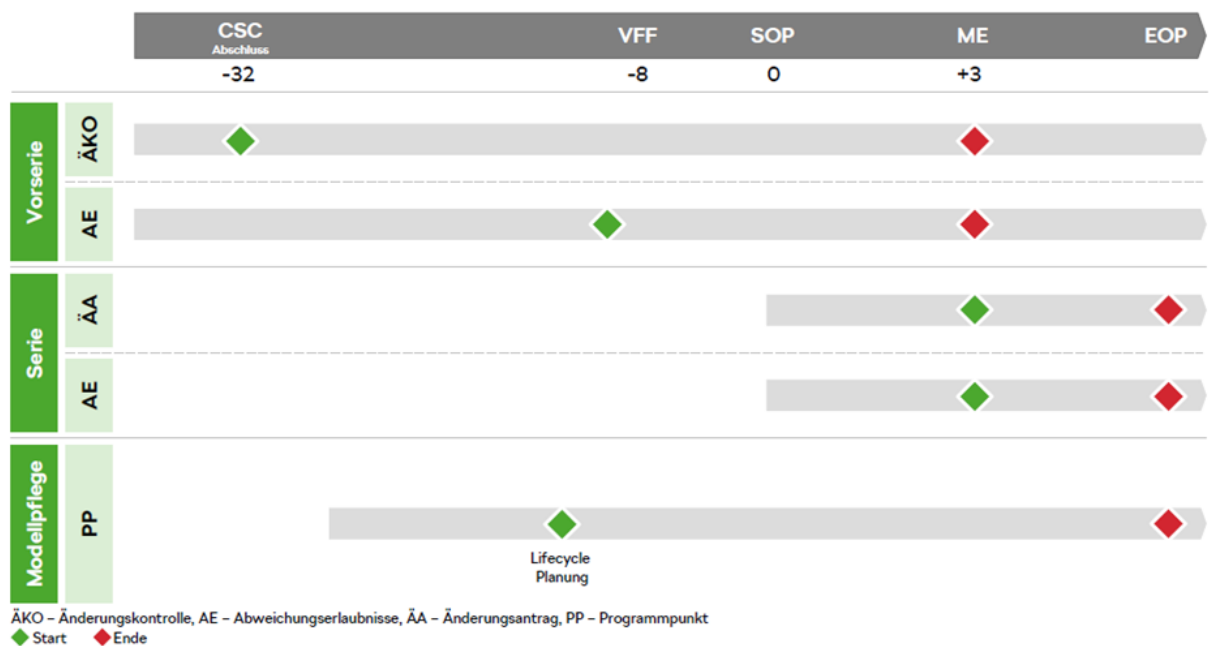 CSC VFF SOP ME EOP
Abschluss
-32 -8 0 +3
Vorserie
ÄKO
AE
Serie
ÄA
AE
Modellpflege
PP
Lifecycle
Planung
ÄKO – Änderungskontrolle, AE – Abweichungserlaubnisse, ÄA – Änderungsantrag, PP – Programmpunkt
Start Ende